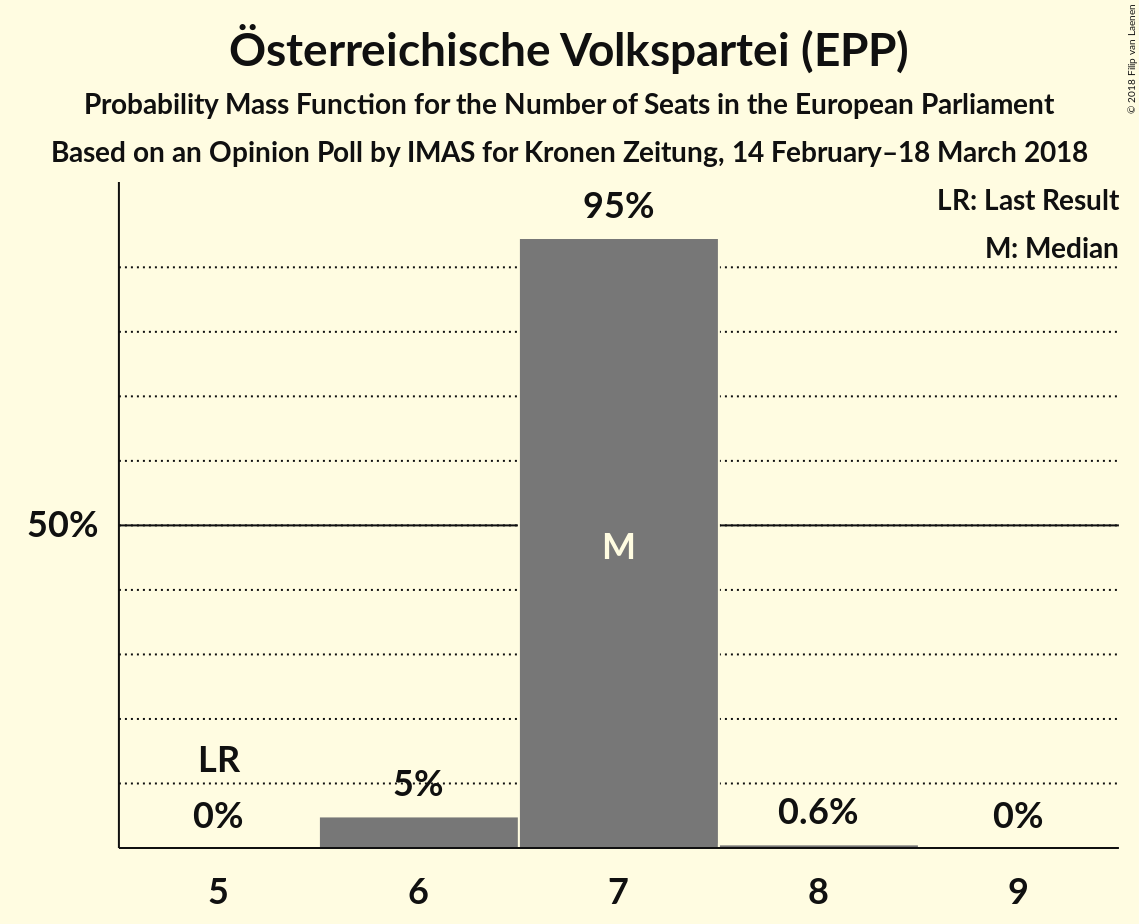 Österreichische Volkspartei (EPP)
Probability Mass Function for the Number of Seats in the European Parliament
Based on an Opinion Poll by IMAS for Kronen Zeitung, 14 February–18 March 2018
© 2018 Filip van Laenen
LR: Last Result
M: Median
95%
50%
M
LR
0%
5%
0.6%
0%
5
6
7
8
9